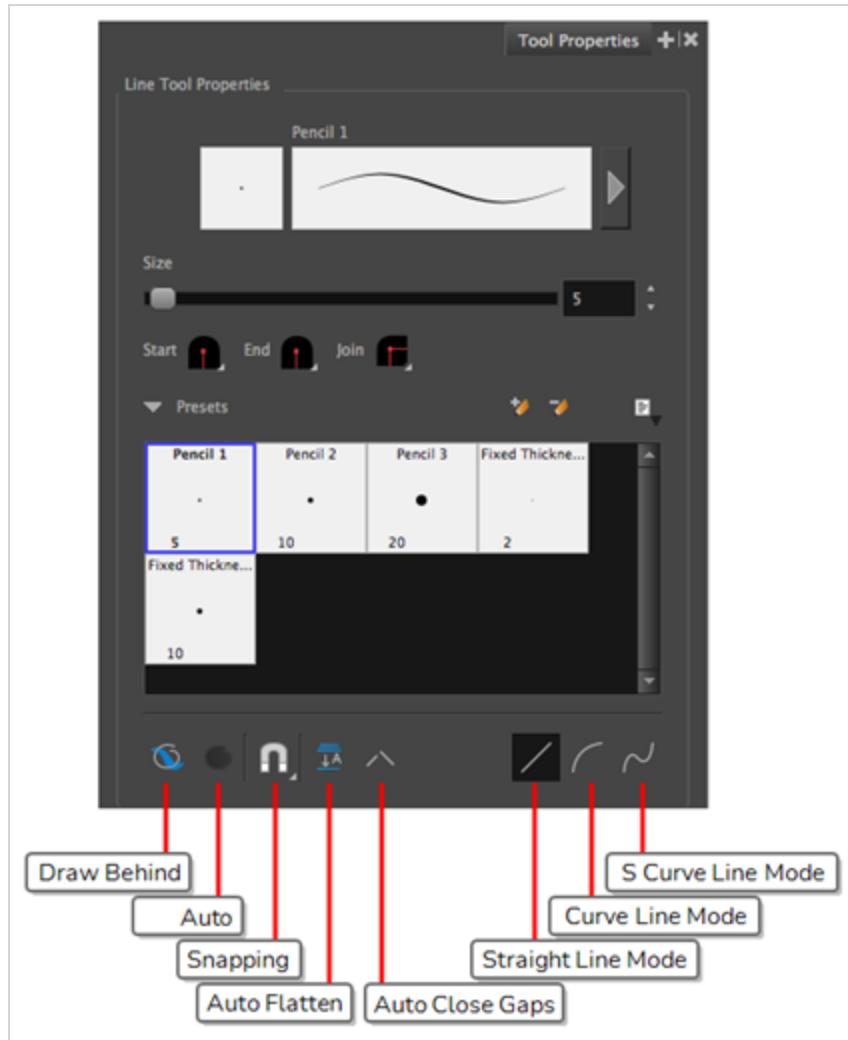 Tool Properties
Line Tool Properties
Pencil 1
Size
5
Start End Join
Presets
Pencil 1 Pencil 2 Pencil 3 Fixed Thickne...
5 10 20 2
Fixed Thickne...
10
A
Draw Behind
S Curve Line Mode
Auto
Curve Line Mode
Snapping
Straight Line Mode
Auto Flatten
Auto Close Gaps